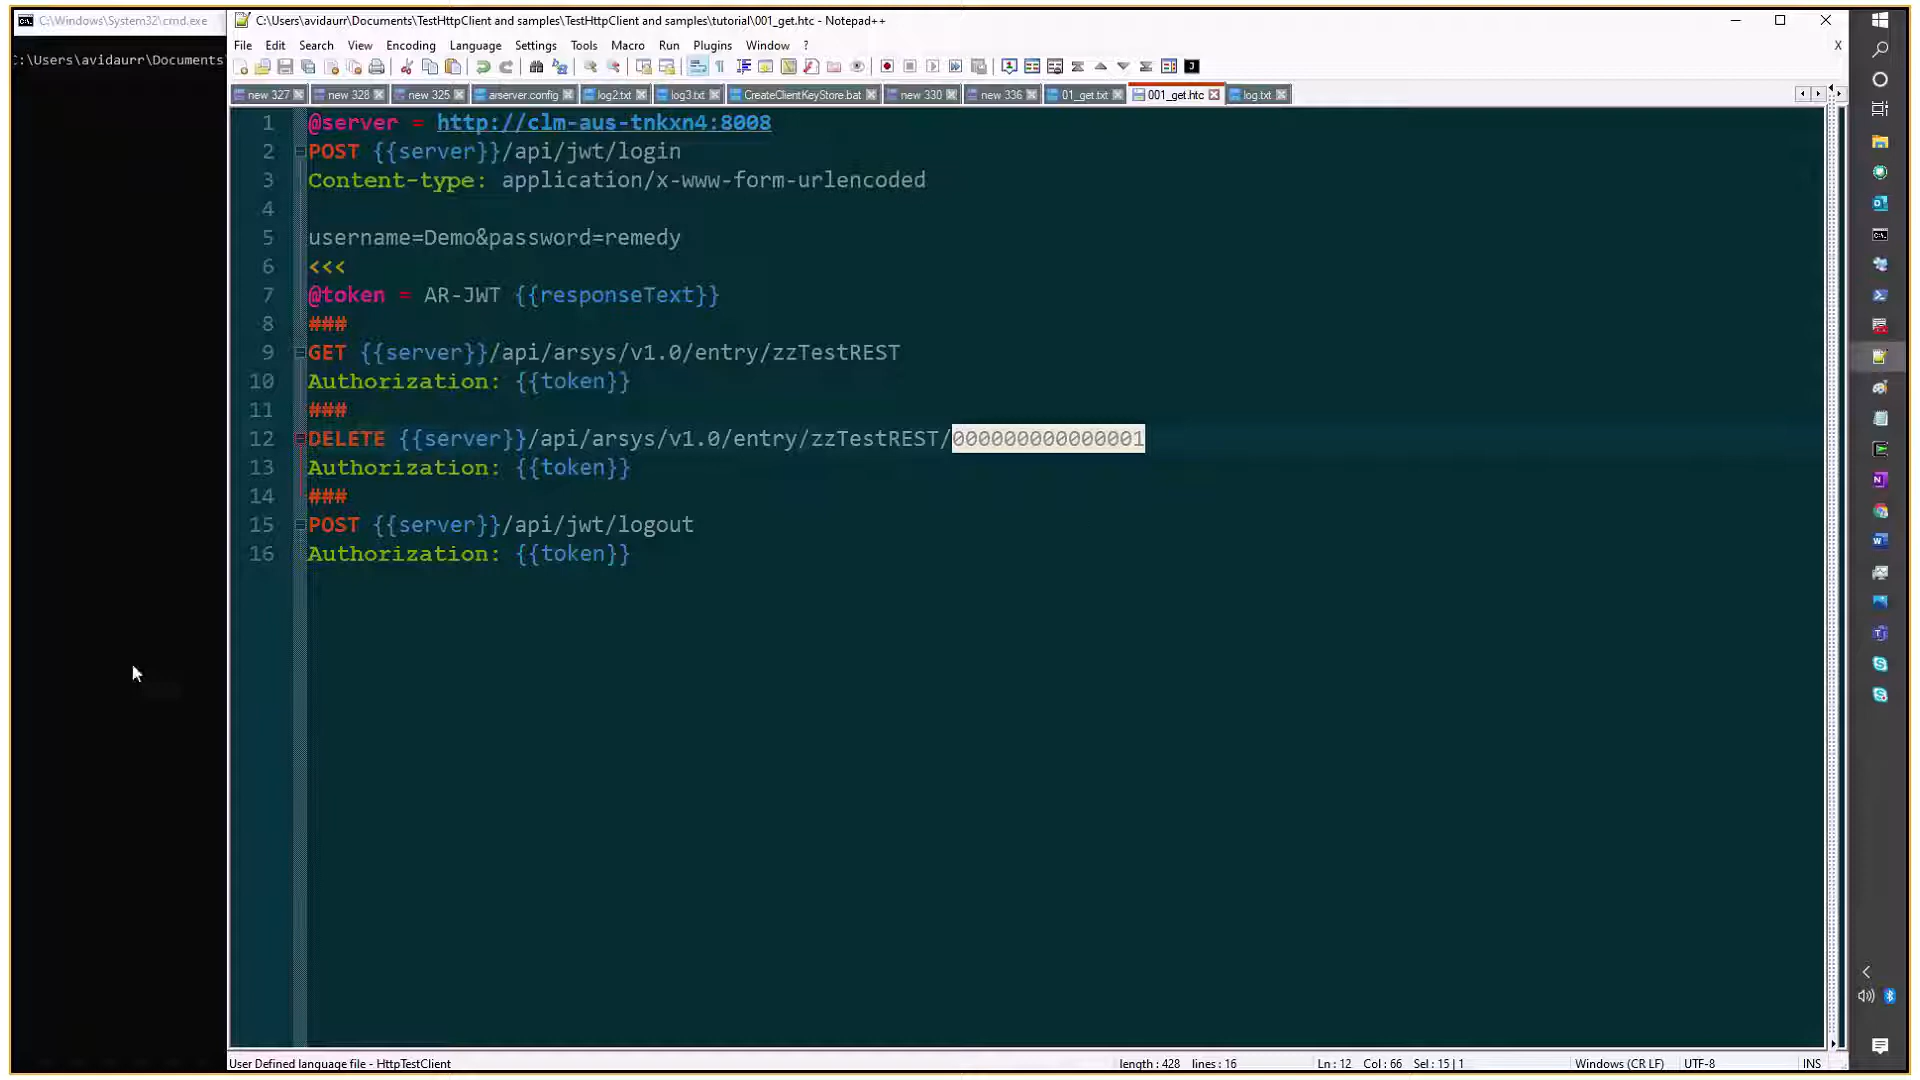 C:\Windows\System32\cmd.exe
C:\Users\avidaurr\Documents\TestHttpClient and samples\TestHttpClient and samples\tutorial\001_get.htc - Notepad++
File Edit Search View Encoding Language Settings Tools Macro Run Plugins Window ? X
:\Users\avidaurr\Documents
new 327 new 328 new 325 arserver.config log2.txt log3.txt CreateClientKeyStore.bat new 330 new 336 01_get.txt 001_get.htc log.txt
1 @server = http://clm-aus-tnkxn4:8008
2 POST {{server}}/api/jwt/login
3 Content-type: application/x-www-form-urlencoded
4
5 username=Demo&password=remedy
6 <<<
7 @token = AR-JWT {{responseText}}
8 ###
9 GET {{server}}/api/arsys/v1.0/entry/zzTestREST
10 Authorization: {{token}}
11 ###
12 DELETE {{server}}/api/arsys/v1.0/entry/zzTestREST/000000000000001
13 Authorization: {{token}}
14 ###
15 POST {{server}}/api/jwt/logout
16 Authorization: {{token}}
User Defined language file - HttpTestClient length : 428 lines : 16 Ln : 12 Col : 66 Sel : 15 | 1 Windows (CR LF) UTF-8 INS